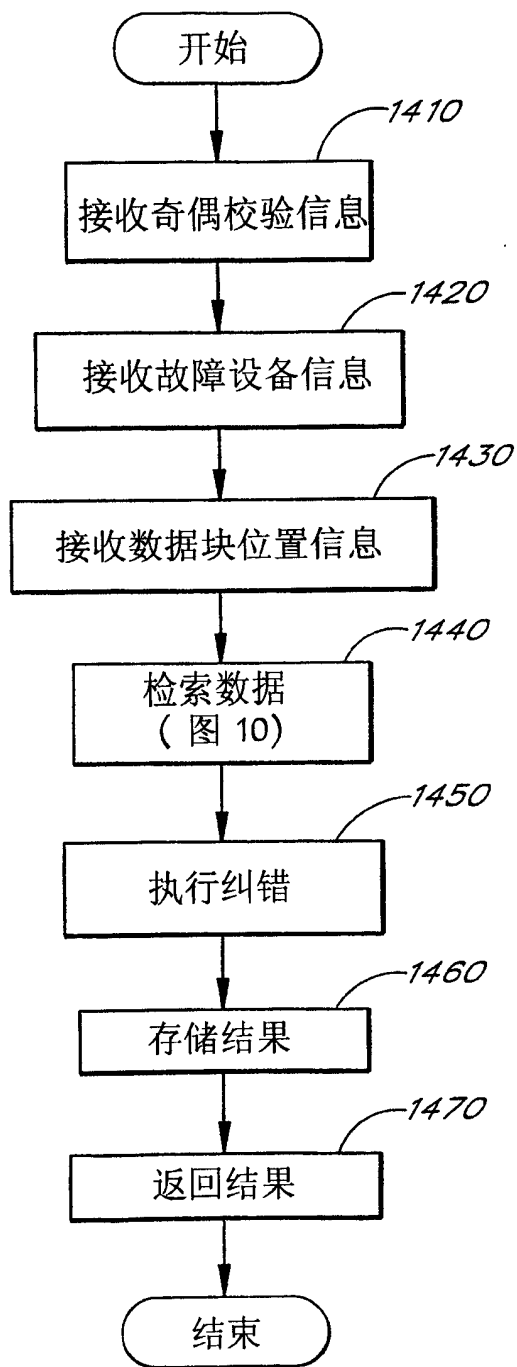 开始
1410
接收奇偶校验信息
1420
接收故障设备信息
1430
接收数据块位置信息
1440
检索数据
( 图 10)
1450
执行纠错
1460
存储结果
1470
返回结果
结束